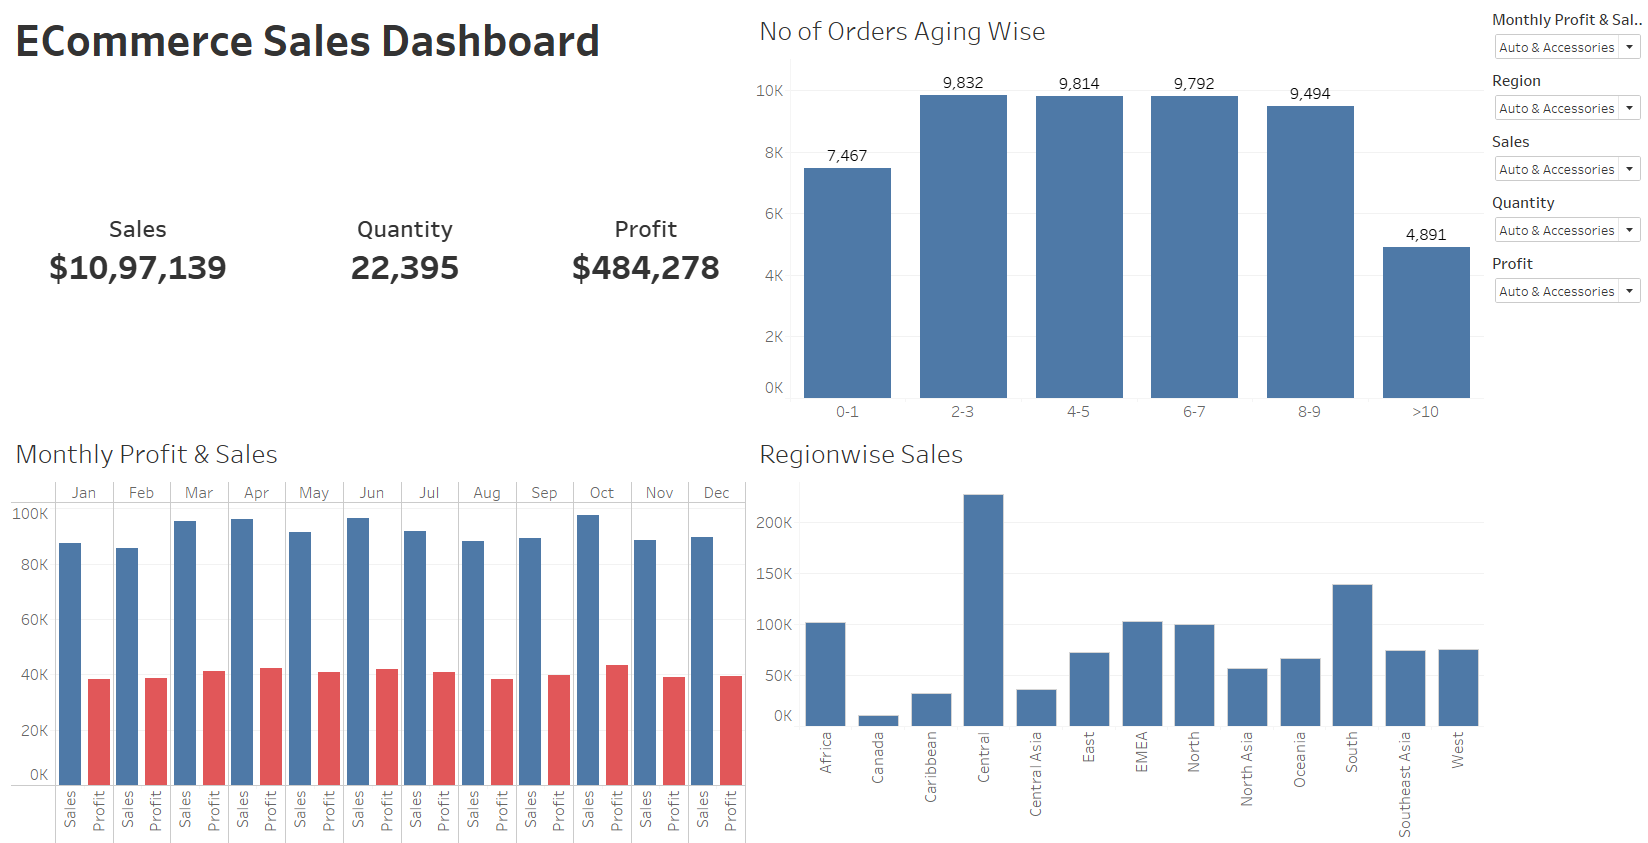 ECommerce Sales Dashboard
Sales
$10,97,139
Quantity
22,395
Profit
$484,278
No of Orders Aging Wise
10K
8K
6K
4K
2K
0K
7,467
9,832
9,814
9,792
9,494
4,891
0-1
2-3
4-5
6-7
8-9
>10
Monthly Profit & Sal..
Auto & Accessories
Region
Auto & Accessories
Sales
Auto & Accessories
Quantity
Auto & Accessories
Profit
Auto & Accessories
Monthly Profit & Sales
Jan Feb Mar Apr May Jun Jul Aug Sep Oct Nov Dec
100K
80K
60K
40K
20K
0K
Sales
Profit
Sales
Profit
Sales
Profit
Sales
Profit
Sales
Profit
Sales
Profit
Sales
Profit
Sales
Profit
Sales
Profit
Sales
Profit
Sales
Profit
Sales
Profit
Regionwise Sales
200K
150K
100K
50K
0K
Africa
Canada
Caribbean
Central
Central Asia
East
EMEA
North
North Asia
Oceania
South
Southeast Asia
West